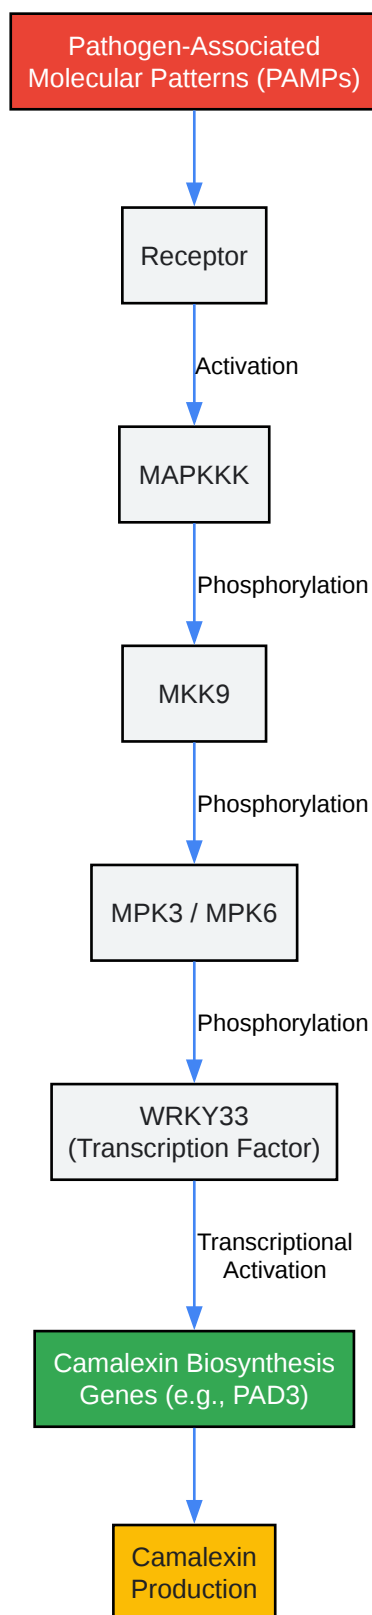 Pathogen-Associated
Molecular Patterns (PAMPs)
Receptor
Activation
MAPKKK
Phosphorylation
MKK9
Phosphorylation
MPK3 / MPK6
Phosphorylation
WRKY33
(Transcription Factor)
Transcriptional
Activation
Camalexin Biosynthesis
Genes (e.g., PAD3)
Camalexin
Production